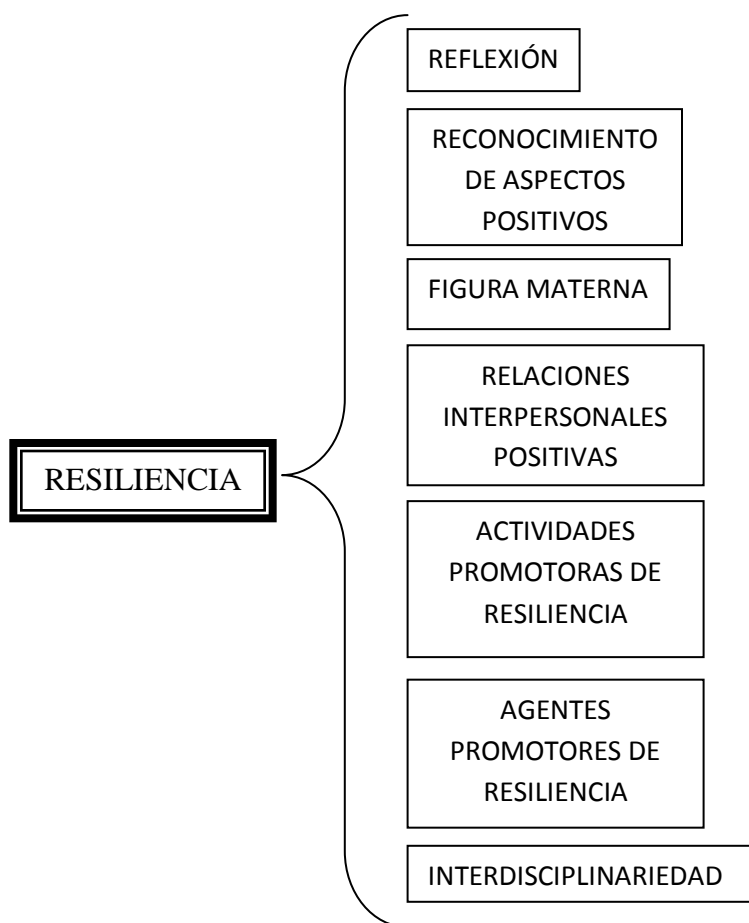 REFLEXIÓN
RECONOCIMIENTO
DE ASPECTOS
POSITIVOS
FIGURA MATERNA
RELACIONES
INTERPERSONALES
POSITIVAS
RESILIENCIA
ACTIVIDADES
PROMOTORAS DE
RESILIENCIA
AGENTES
PROMOTORES DE
RESILIENCIA
INTERDISCIPLINARIEDAD